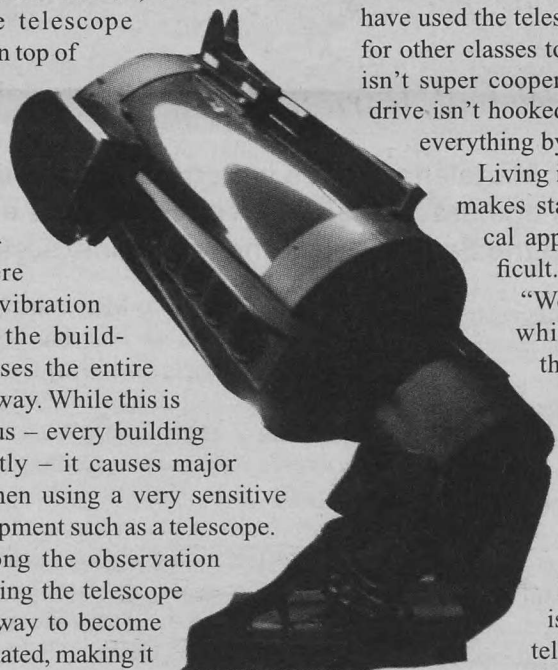 e telescope
n top of
re
vibration
the build-
ses the entire
way. While this is
us – every building
tly – it causes major
hen using a very sensitive
pment such as a telescope.
ong the observation
ing the telescope
way to become
ated, making it
have used the teles
for other classes to
isn't super cooper
drive isn't hooked
everything by
Living i
makes sta
cal app
ficult.
"We
whi
th
is
tel